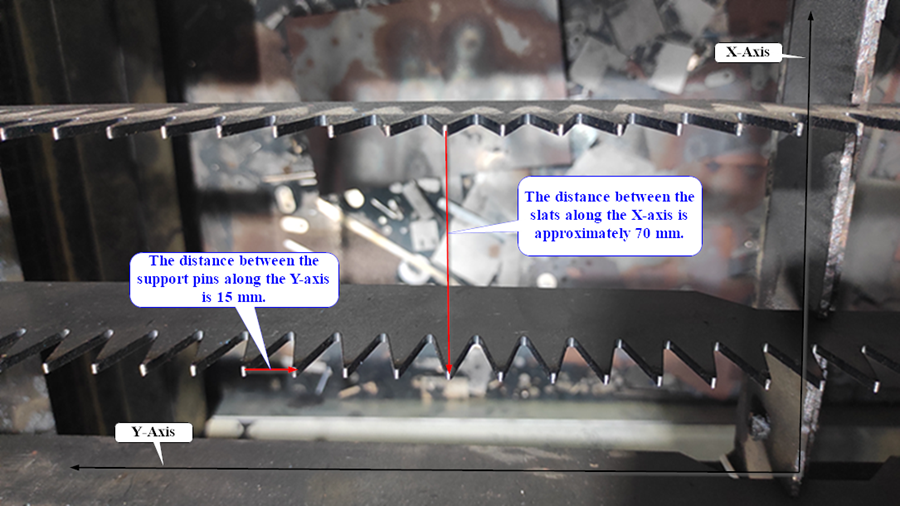 X-Axis
The distance between the
slats along the X-axis is
approximately 70 mm.
The distance between the
support pins along the Y-axis
is 15 mm.
Y-Axis